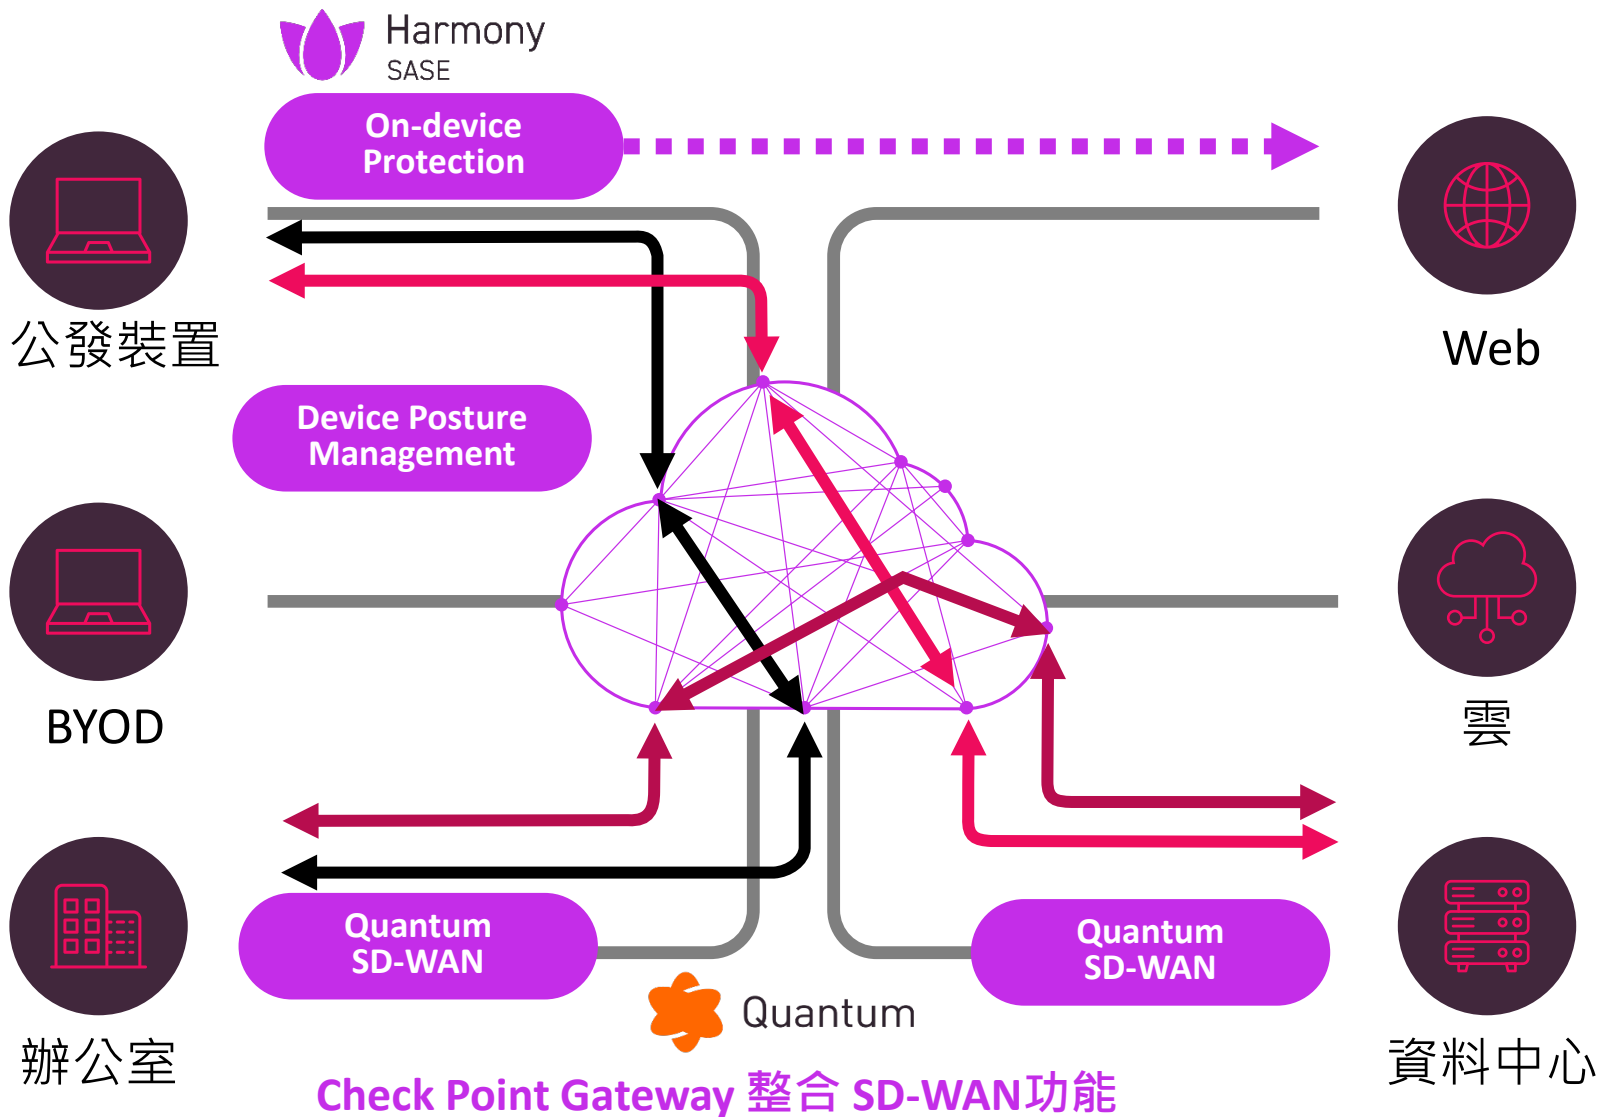 Harmony
SASE
On-device
Protection
公發裝置
Web
Device Posture
Management
BYOD
雲
Quantum
SD-WAN
Quantum
SD-WAN
Quantum
辦公室
資料中心
Check Point Gateway 整合 SD-WAN功能